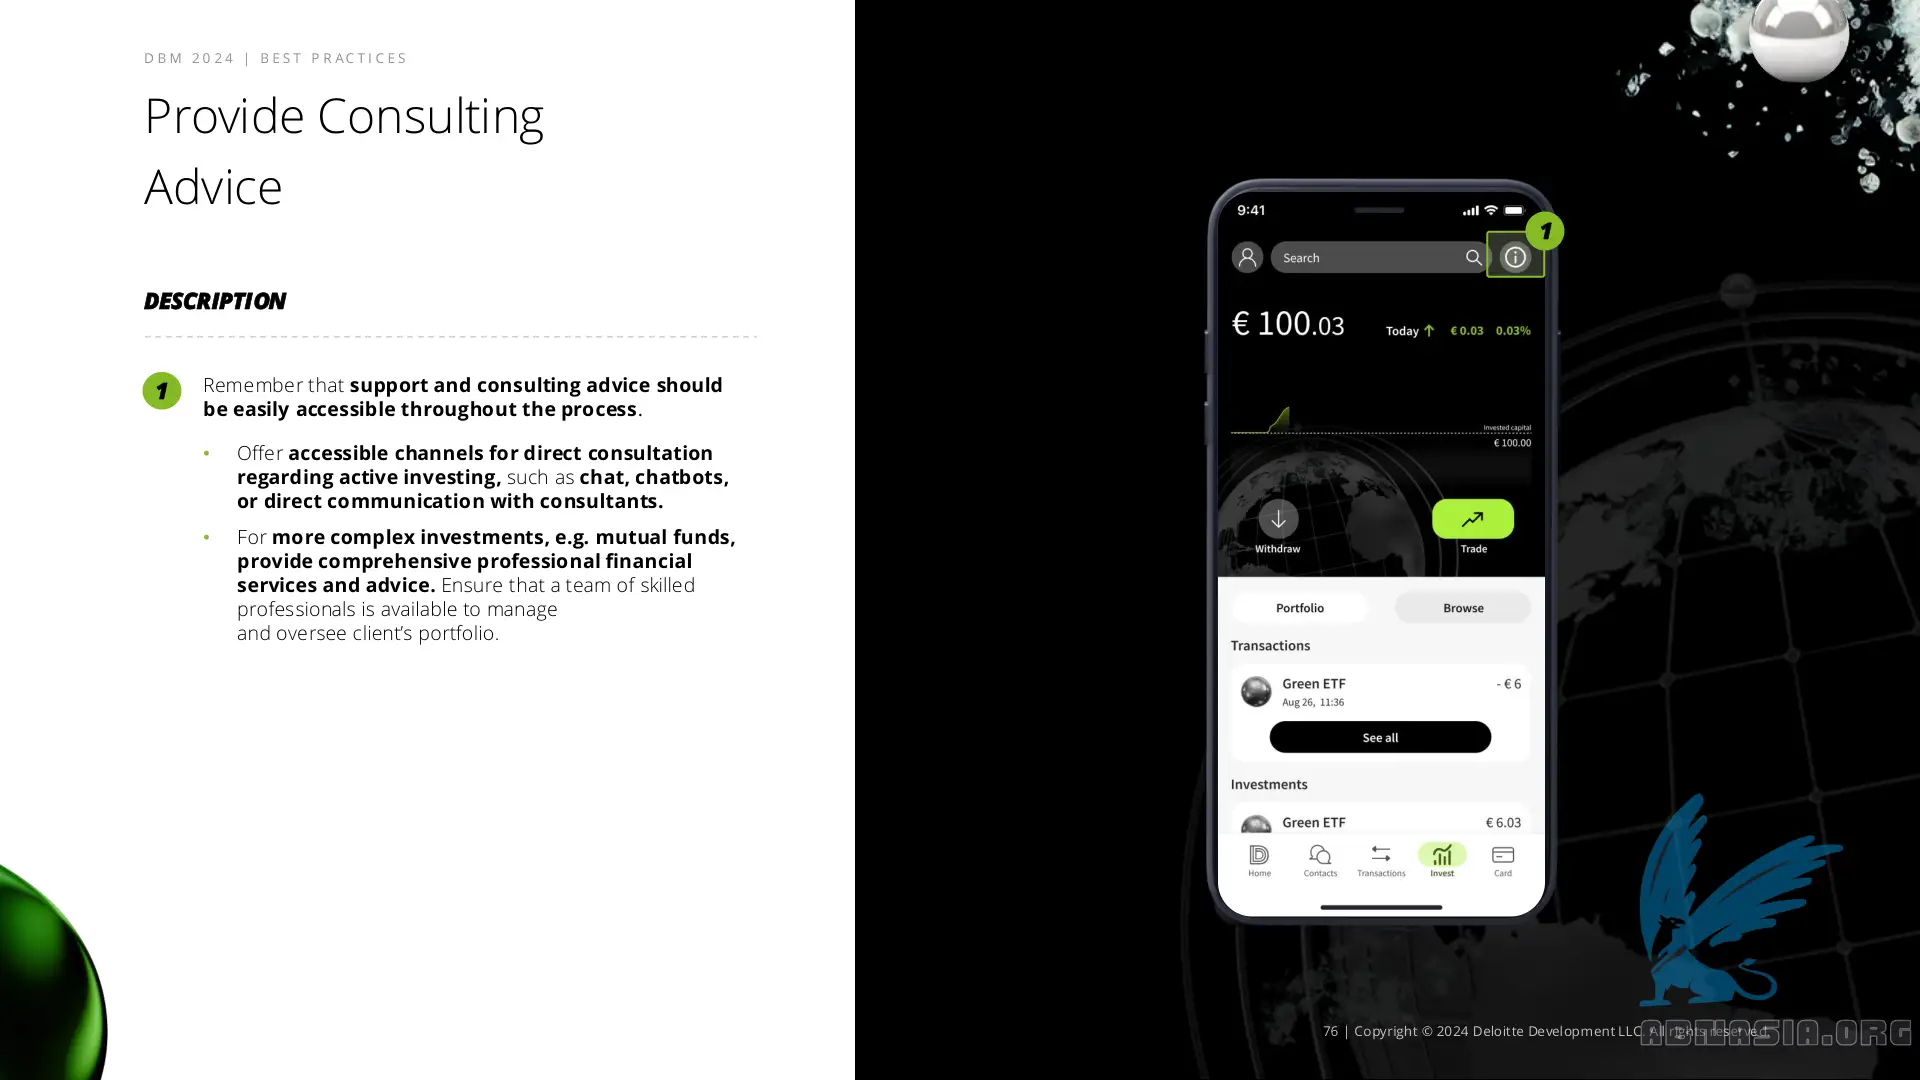 DBM 2024 | BEST PRACTICES
Provide Consulting
Advice
DESCRIPTION
1
Remember that support and consulting advice should
be easily accessible throughout the process.
• Offer accessible channels for direct consultation
regarding active investing, such as chat, chatbots,
or direct communication with consultants.
• For more complex investments, e.g. mutual funds,
provide comprehensive professional financial
services and advice. Ensure that a team of skilled
professionals is available to manage
and oversee client's portfolio.
9:41
1
Search
€ 100.03
Today € 0.03 0.03%
Invested capital
€ 100.00
Withdraw
Trade
Portfolio
Browse
Transactions
Green ETF - € 6
Aug 26, 11:36
See all
Investments
Green ETF € 6.03
Home
Contacts
Transactions
Invest
Card
76 | Copyright © 2024 Deloitte Development LLC. All rights reserved.
ABIIASIA.ORG